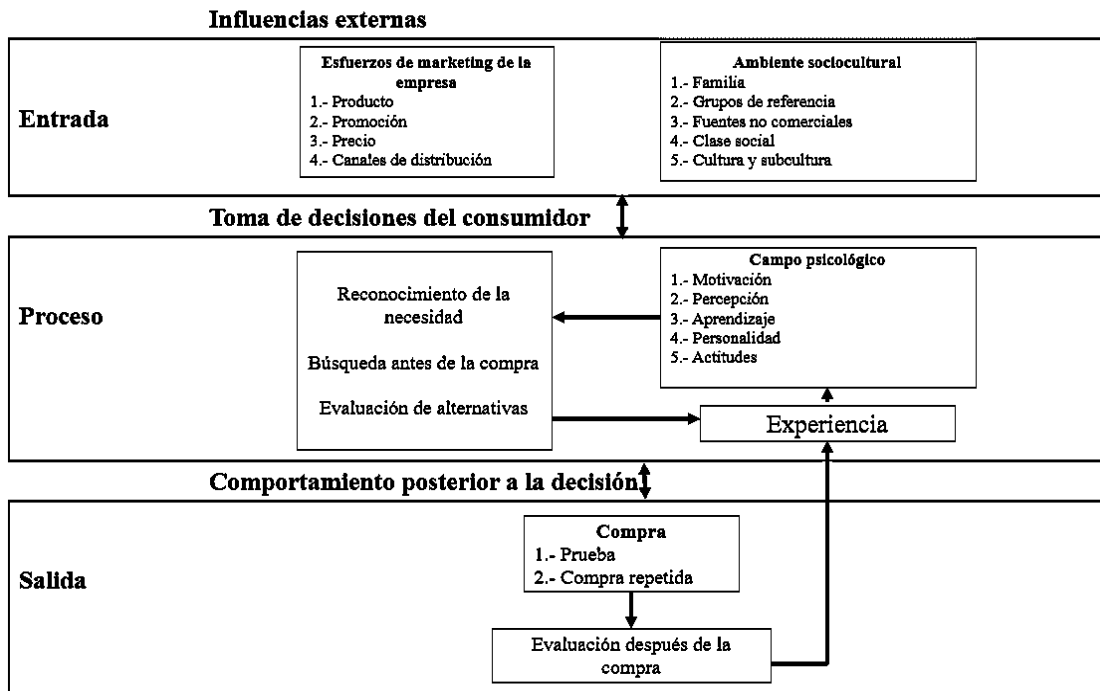 Influencias externas
Entrada
Esfuerzos de marketing de la
empresa
1.- Producto
2.- Promoción
3.- Precio
4.- Canales de distribución
Ambiente sociocultural
1.- Familia
2.- Grupos de referencia
3.- Fuentes no comerciales
4.- Clase social
5.- Cultura y subcultura
Toma de decisiones del consumidor
Proceso
Reconocimiento de la
necesidad
Búsqueda antes de la compra
Evaluación de alternativas
Campo psicológico
1.- Motivación
2.- Percepción
3.- Aprendizaje
4.- Personalidad
5.- Actitudes
Experiencia
Comportamiento posterior a la decisión
Salida
Compra
1.- Prueba
2.- Compra repetida
Evaluación después de la
compra